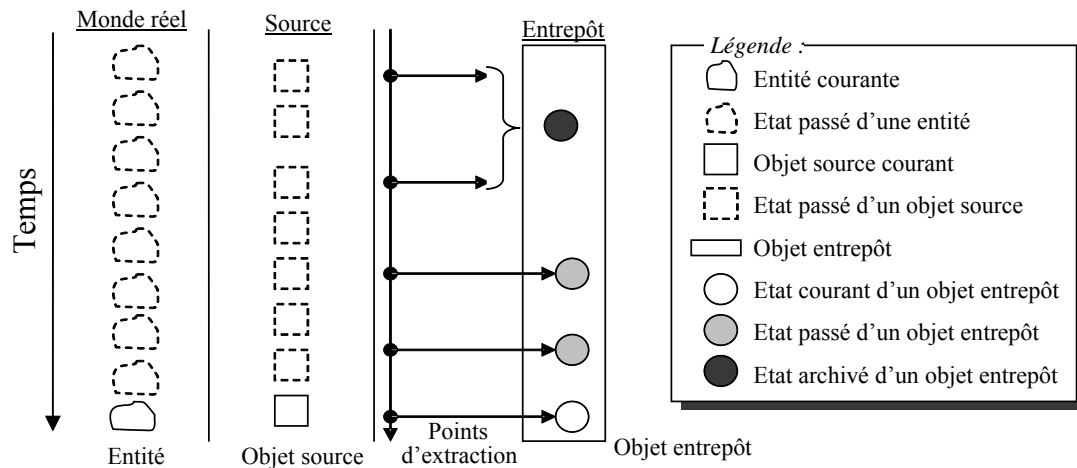 Monde réel
Source
Entrepôt
Temps
Entité
Objet source
Points
d'extraction
Objet entrepôt
Légende :
Entité courante
Etat passé d'une entité
Objet source courant
Etat passé d'un objet source
Objet entrepôt
Etat courant d'un objet entrepôt
Etat passé d'un objet entrepôt
Etat archivé d'un objet entrepôt